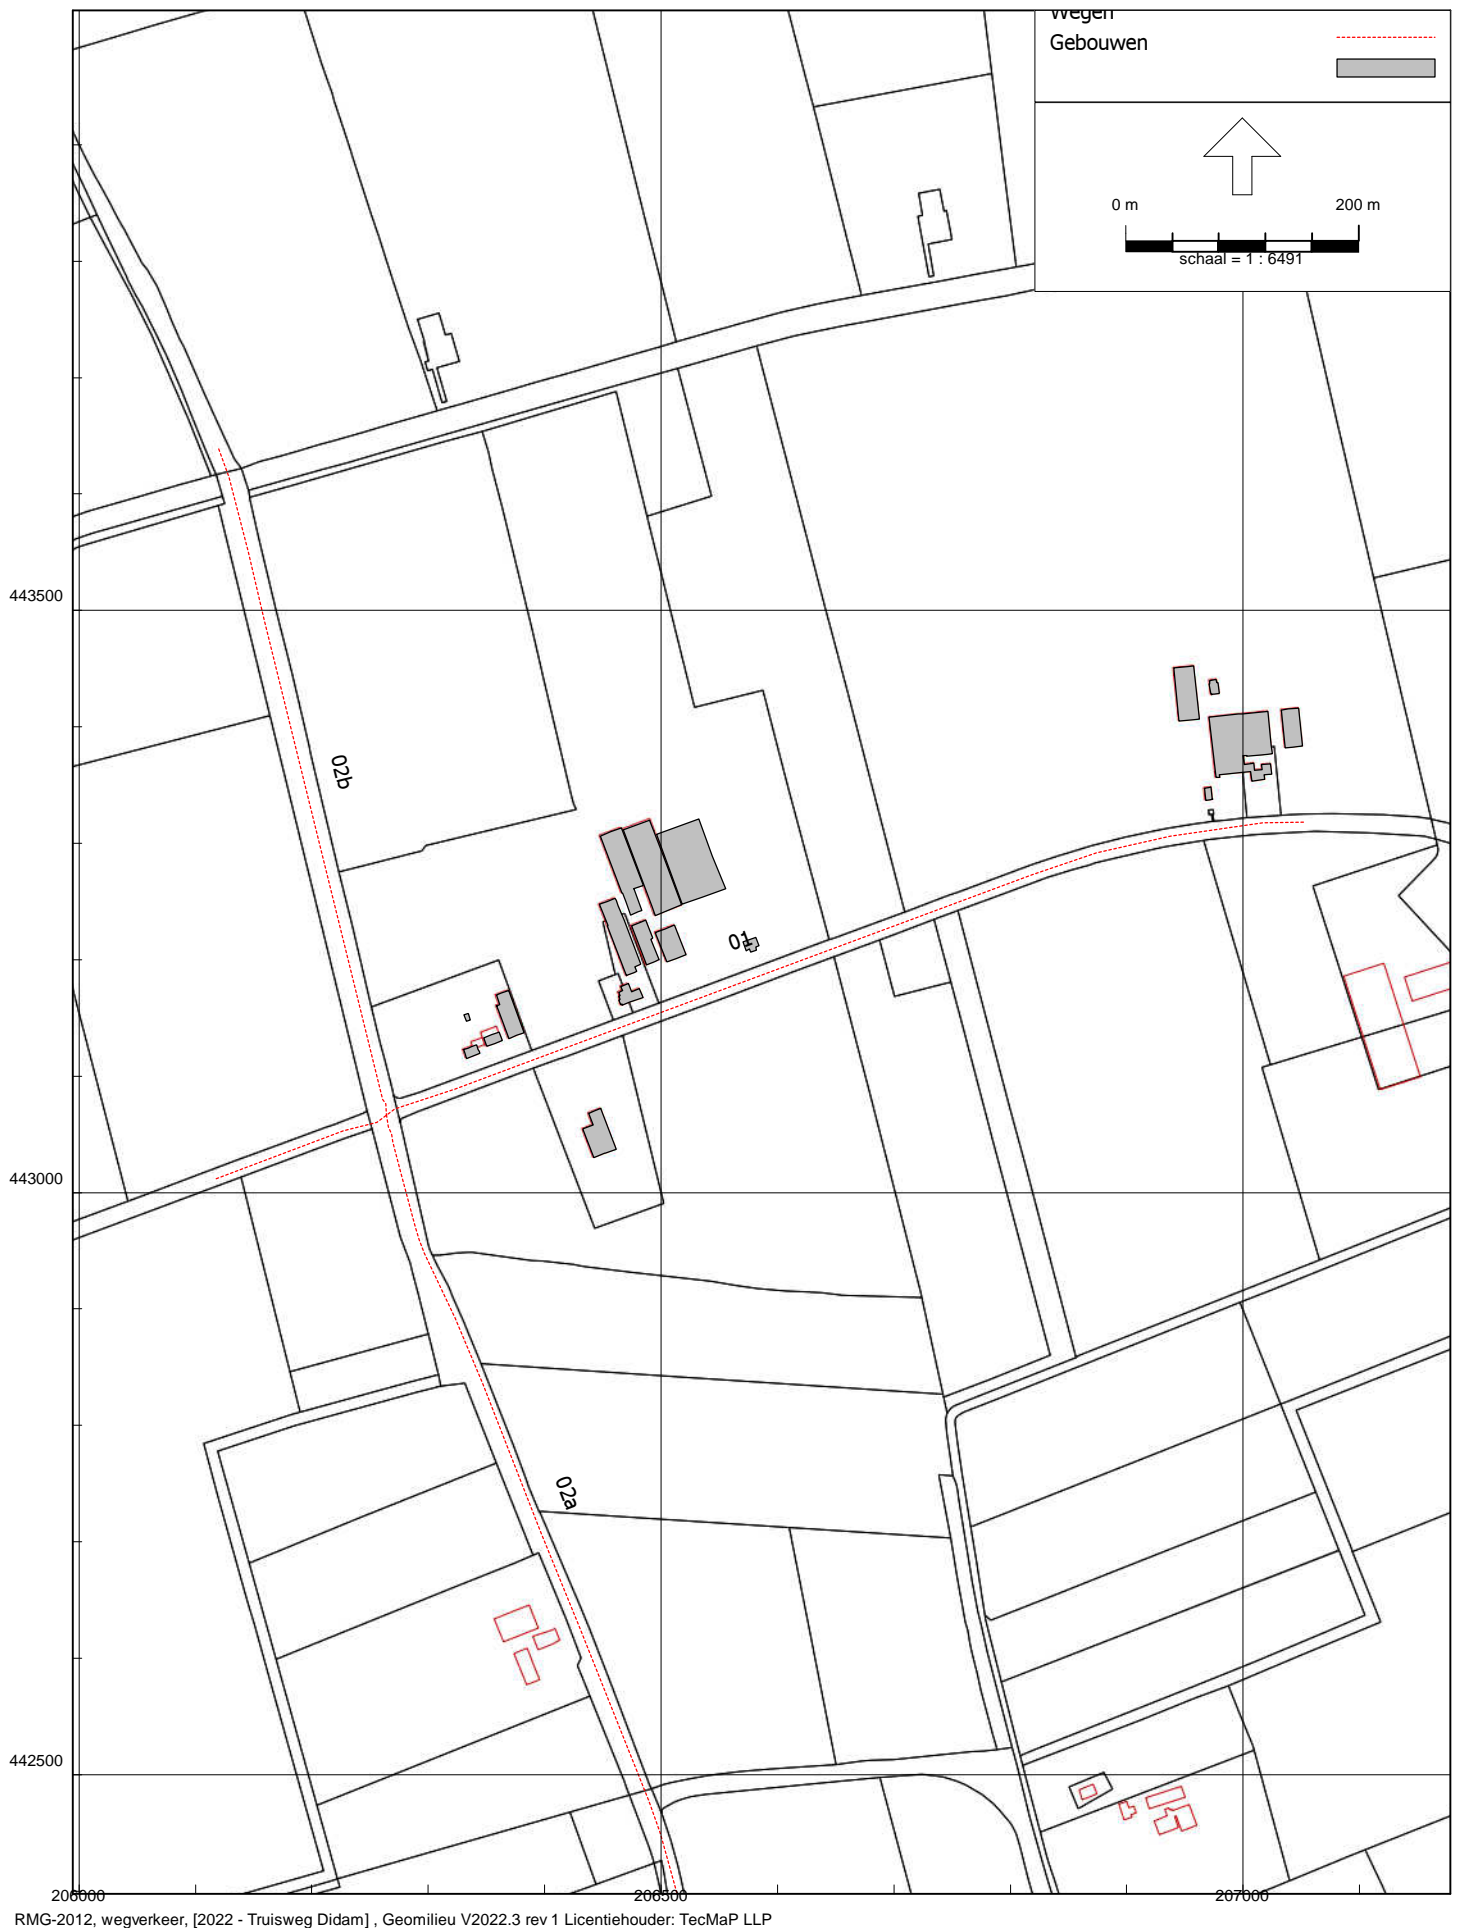 Wegen
Gebouwen
0 m 200 m
schaal = 1 : 6491
443500
02b
01
443000
02a
442500
206000 206500 207000
RMG-2012, wegverkeer, [2022 - Truisweg Didam] , Geomilieu V2022.3 rev 1 Licentiehouder: TecMaP LLP